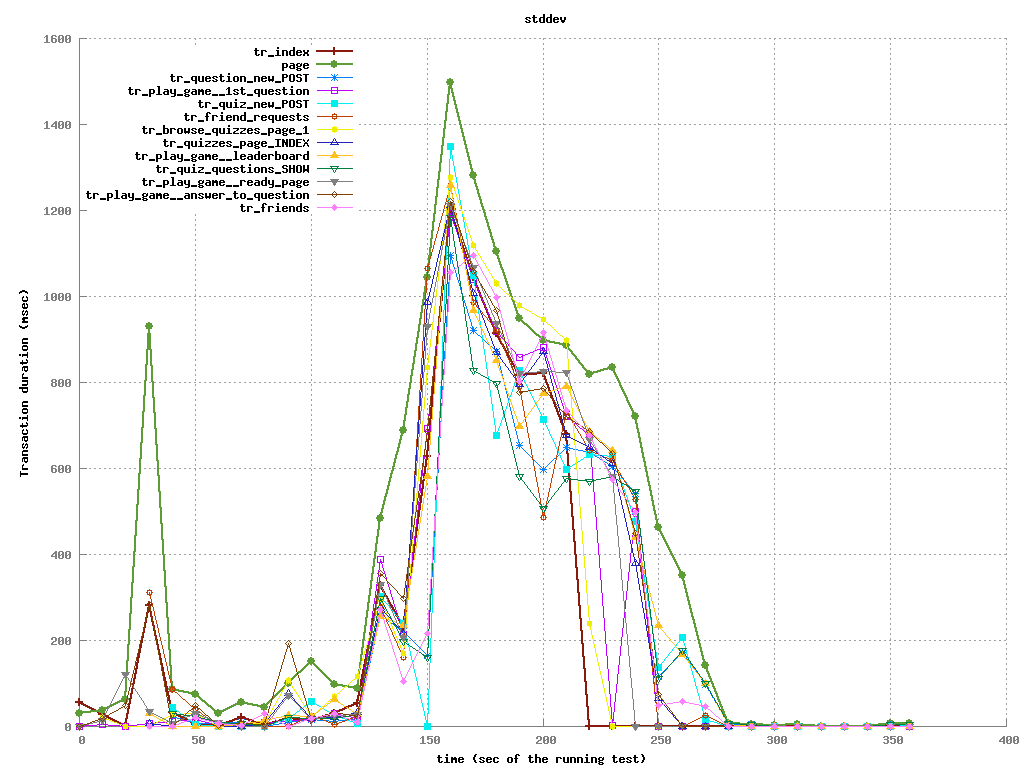 stddev
1600
1400
1200
1000
800
600
400
200
0
Transaction duration (msec)
tr_index
page
tr_question_new_POST
tr_play_game__1st_question
tr_quiz_new_POST
tr_friend_requests
tr_browse_quizzes_page_1
tr_quizzes_page_INDEX
tr_play_game__leaderboard
tr_quiz_questions_SHOW
tr_play_game__ready_page
tr_play_game__answer_to_question
tr_friends
0 50 100 150 200 250 300 350 400
time (sec of the running test)